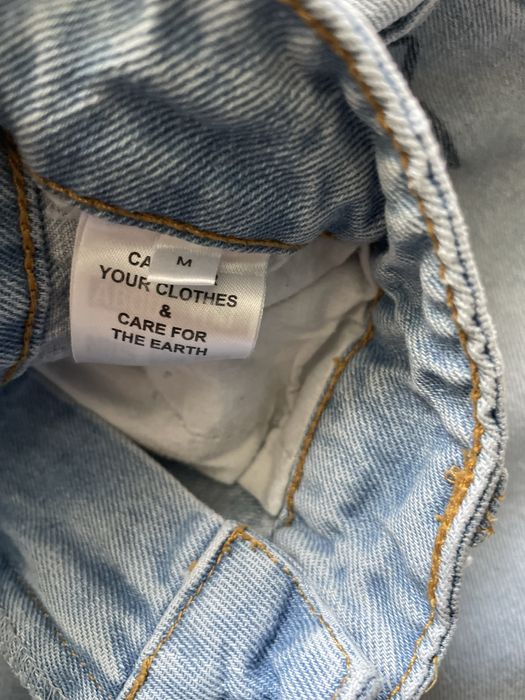 M
CA
YOUR CLOTHES
&
CARE FOR
THE EARTH